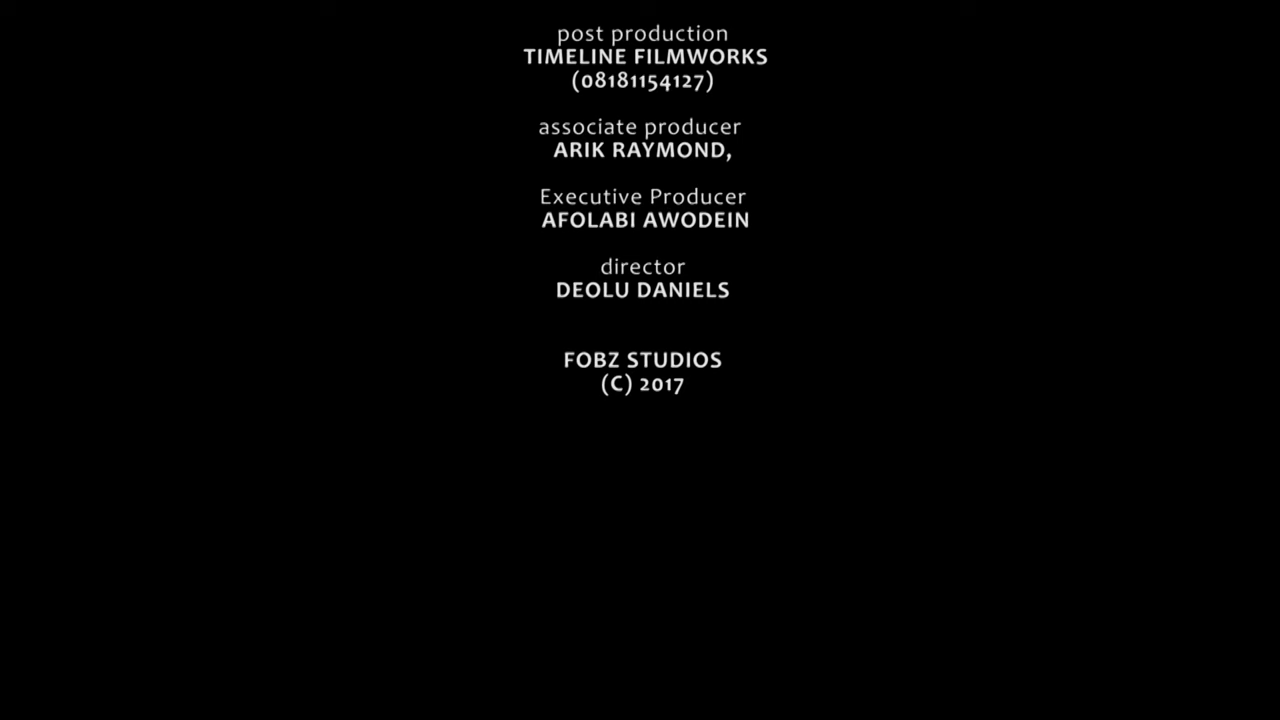 post production
TIMELINE FILMWORKS
(08181154127)
associate producer
ARIK RAYMOND,
Executive Producer
AFOLABI AWODEIN
director
DEOLU DANIELS
FOBZ STUDIOS
(C) 2017